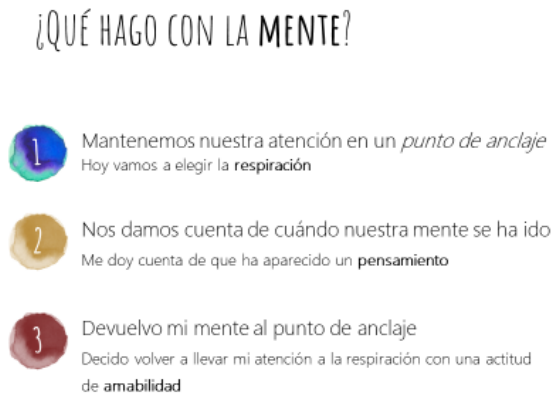 ¿QUÉ HAGO CON LA MENTE?
1
Mantenemos nuestra atención en un punto de anclaje
Hoy vamos a elegir la respiración
2
Nos damos cuenta de cuándo nuestra mente se ha ido
Me doy cuenta de que ha aparecido un pensamiento
3
Devuelvo mi mente al punto de anclaje
Decido volver a llevar mi atención a la respiración con una actitud
de amabilidad